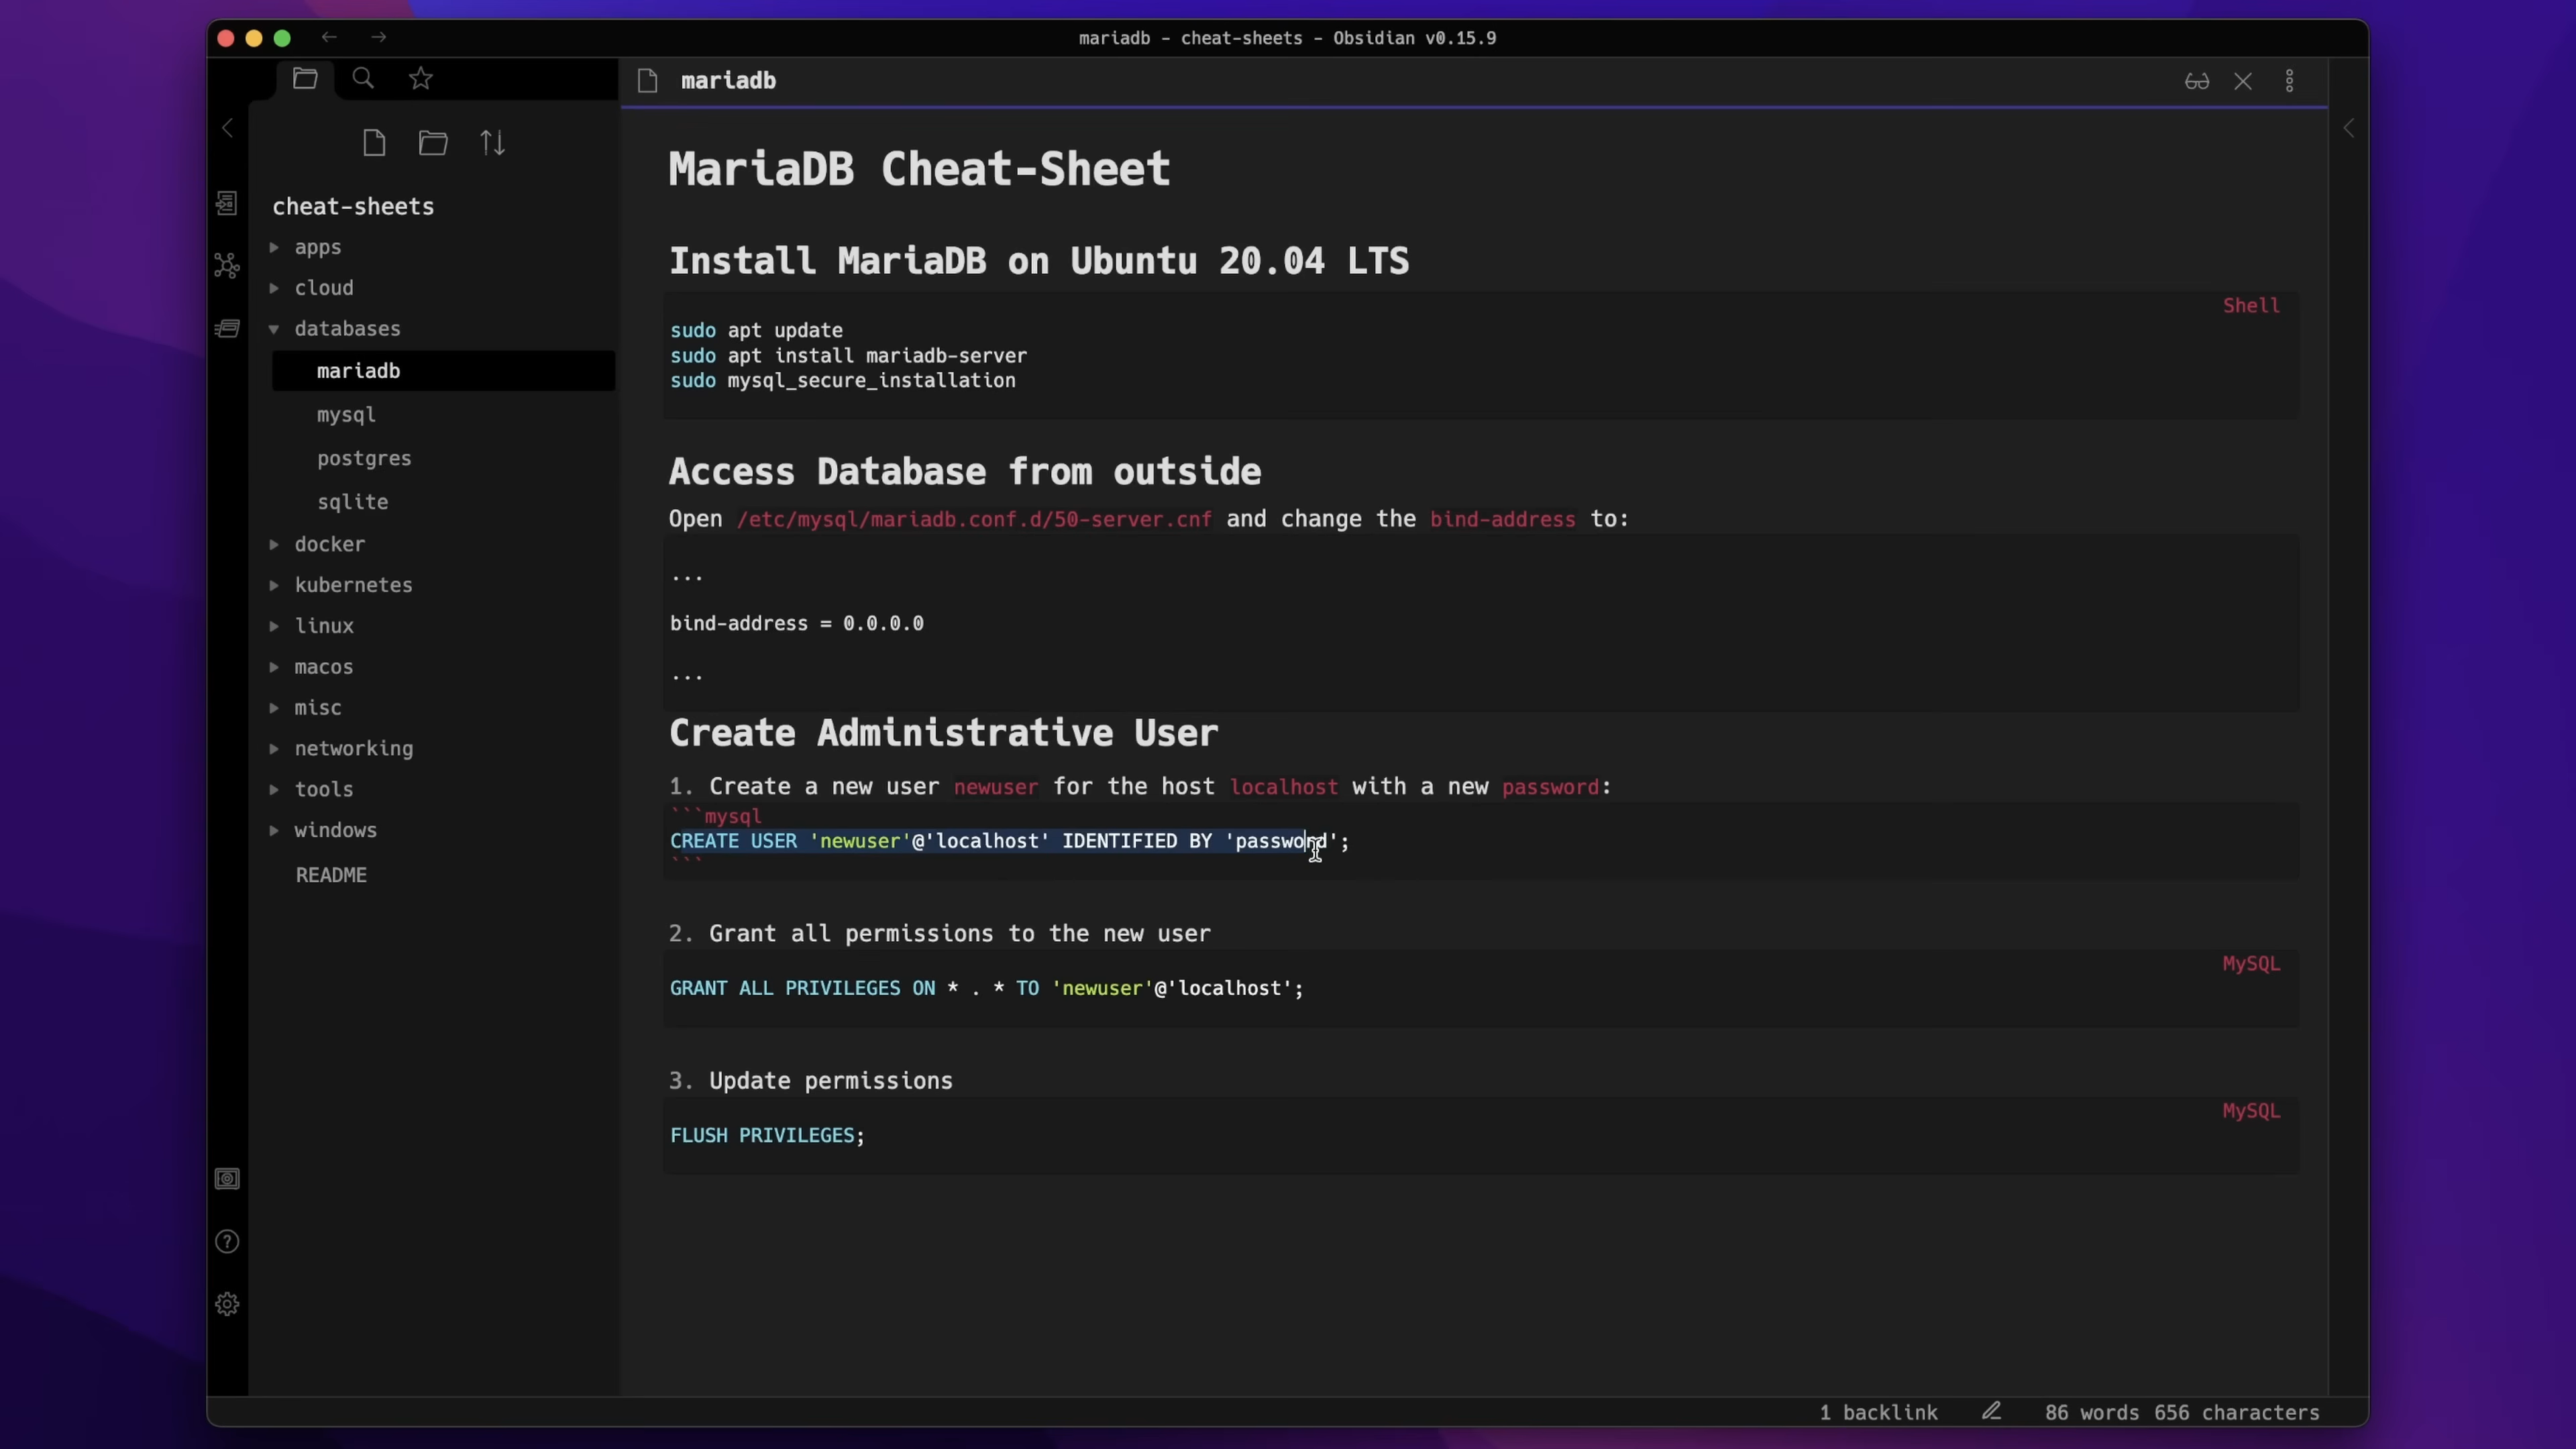 mariadb - cheat-sheets - Obsidian v0.15.9
mariadb
cheat-sheets
apps
cloud
databases
mariadb
mysql
postgres
sqlite
docker
kubernetes
linux
macos
misc
networking
tools
windows
README
MariaDB Cheat-Sheet
Install MariaDB on Ubuntu 20.04 LTS
Shell
sudo apt update
sudo apt install mariadb-server
sudo mysql_secure_installation
Access Database from outside
Open /etc/mysql/mariadb.conf.d/50-server.cnf and change the bind-address to:
...
bind-address = 0.0.0.0
...
Create Administrative User
1. Create a new user newuser for the host localhost with a new password:
```mysql
CREATE USER 'newuser'@'localhost' IDENTIFIED BY 'password';
```
2. Grant all permissions to the new user
MySQL
GRANT ALL PRIVILEGES ON * . * TO 'newuser'@'localhost';
3. Update permissions
MySQL
FLUSH PRIVILEGES;
1 backlink
86 words 656 characters